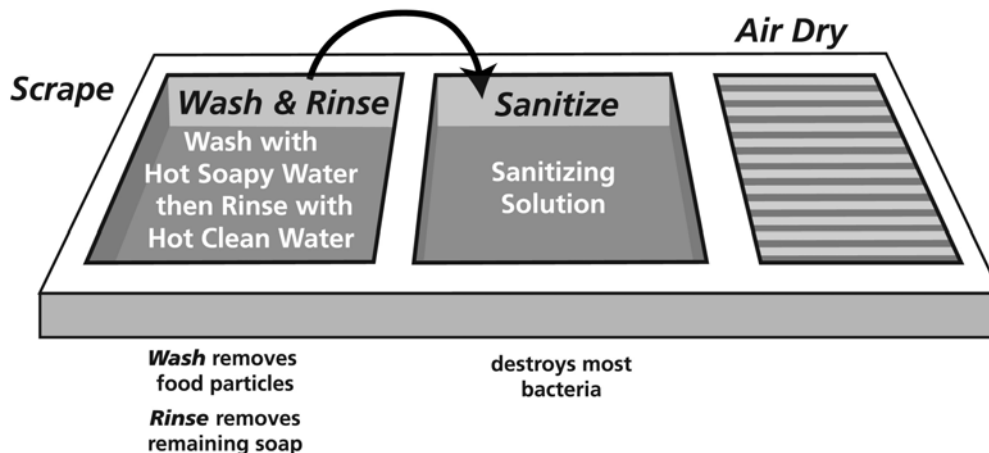 Scrape
Wash & Rinse
Wash with
Hot Soapy Water
then Rinse with
Hot Clean Water
Sanitize
Sanitizing
Solution
Air Dry
Wash removes
food particles
Rinse removes
remaining soap
destroys most
bacteria